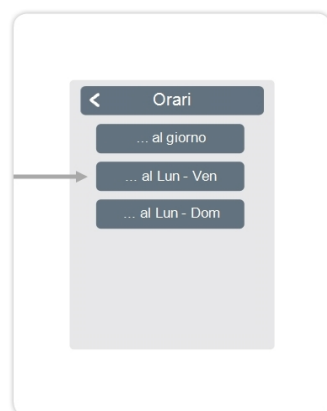 Orari
... al giorno
... al Lun - Ven
... al Lun - Dom